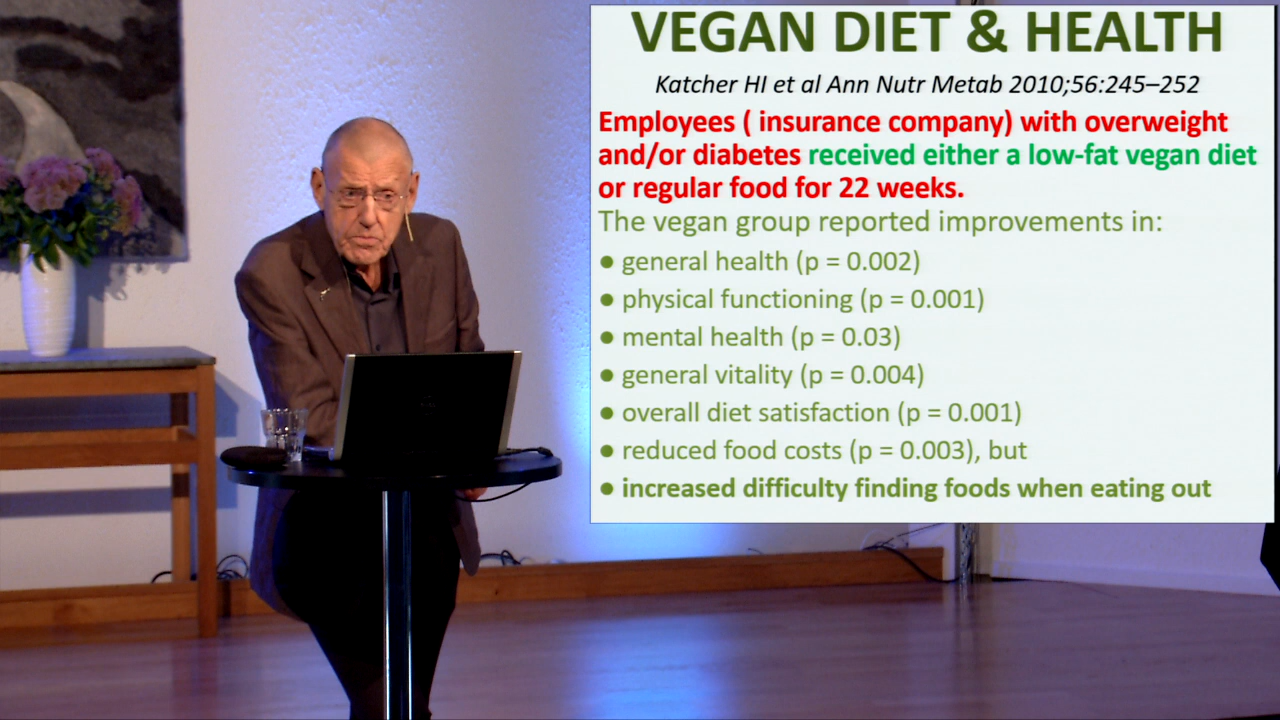 VEGAN DIET & HEALTH
Katcher HI et al Ann Nutr Metab 2010;56:245–252
Employees ( insurance company) with overweight
and/or diabetes received either a low-fat vegan diet
or regular food for 22 weeks.
The vegan group reported improvements in:
● general health (p = 0.002)
● physical functioning (p = 0.001)
● mental health (p = 0.03)
● general vitality (p = 0.004)
● overall diet satisfaction (p = 0.001)
● reduced food costs (p = 0.003), but
● increased difficulty finding foods when eating out